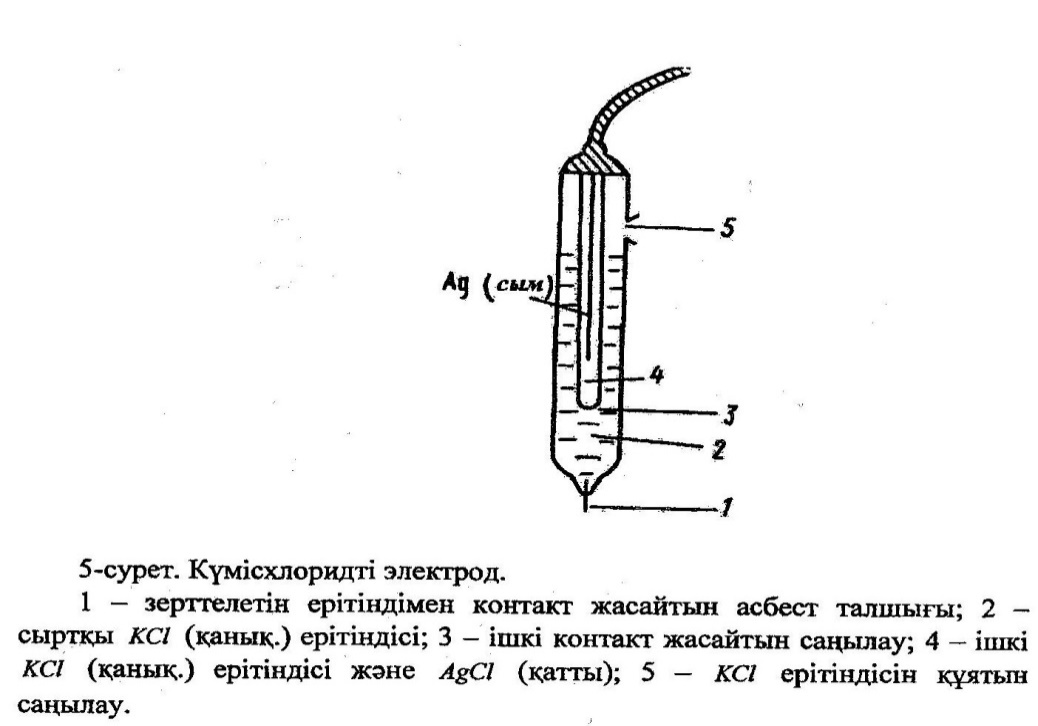 5
Ag (сым)
4
3
2
1
5-сурет. Күмісхлоридті электрод.
1 – зерттелетін ерітіндімен контакт жасайтын асбест талшығы; 2 –
сыртқы KCl (қанық.) ерітіндісі; 3 – ішкі контакт жасайтын саңылау; 4 – ішкі
KCl (қанық.) ерітіндісі және AgCl (қатты); 5 – KCl ерітіндісін құятын
саңылау.